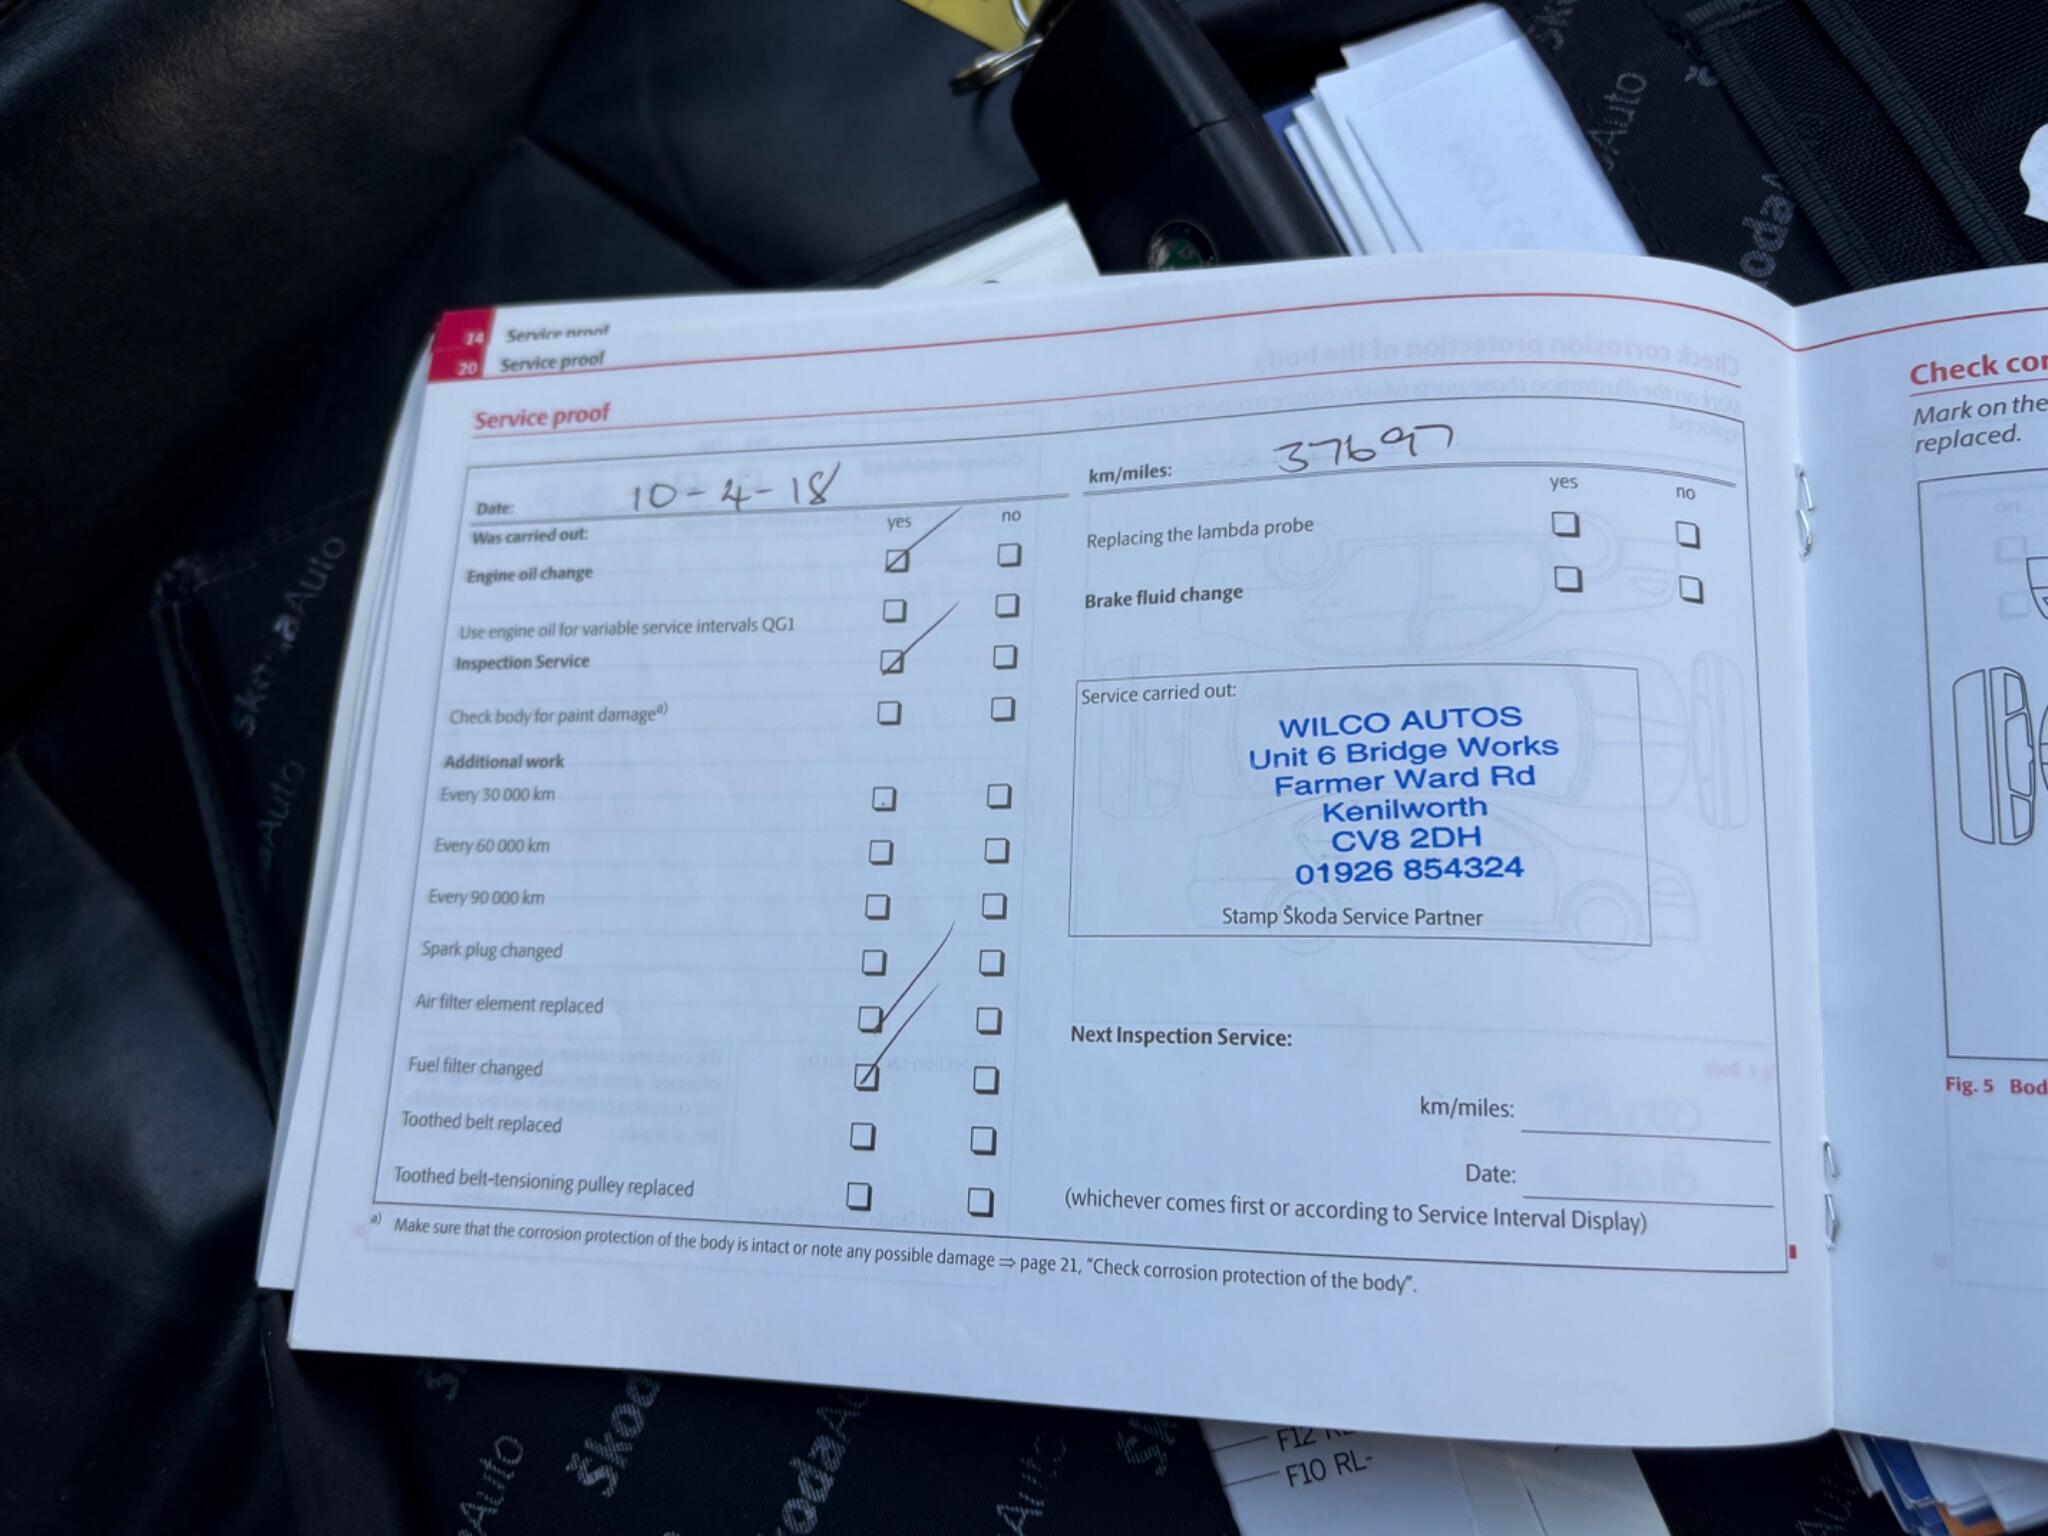 14 Service proof
20 Service proof
Service proof
Date: 10-4-18
km/miles: 37697
Was carried out: yes no
Engine oil change
Use engine oil for variable service intervals QG1
Inspection Service
Check body for paint damage a)
Additional work
Every 30 000 km
Every 60 000 km
Every 90 000 km
Spark plug changed
Air filter element replaced
Fuel filter changed
Toothed belt replaced
Toothed belt-tensioning pulley replaced
yes no
Replacing the lambda probe
Brake fluid change
Service carried out:
WILCO AUTOS
Unit 6 Bridge Works
Farmer Ward Rd
Kenilworth
CV8 2DH
01926 854324
Stamp Škoda Service Partner
Next Inspection Service:
km/miles:
Date:
(whichever comes first or according to Service Interval Display)
a) Make sure that the corrosion protection of the body is intact or note any possible damage ⇒ page 21, "Check corrosion protection of the body".
Check cor
Mark on the
replaced.
Fig. 5 Bod
ŠkodaAuto
F12
F10 RL-